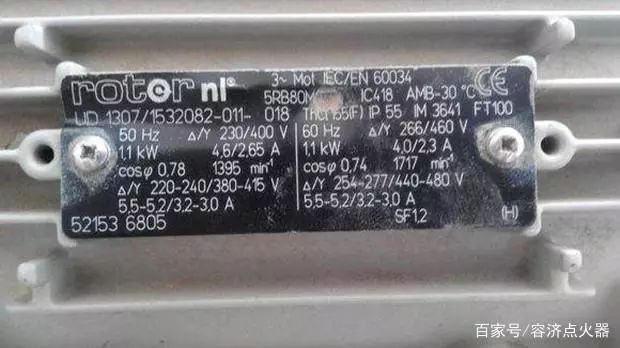 rotor nl®
3~ Mot IEC/EN 60034
5RB80M IC418 AMB-30 °C CE
UD 1307/1532082-011- 018 Th.Cl.155(F) IP 55 IM 3641 FT100
50 Hz Δ/Y 230/400 V
1,1 kW 4,6/2,65 A
cosφ 0,78 1395 min⁻¹
Δ/Y 220-240/380-415 V
5,5-5,2/3,2-3,0 A
52153 6805
60 Hz Δ/Y 266/460 V
1,1 kW 4,0/2,3 A
cosφ 0,74 1717 min⁻¹
Δ/Y 254-277/440-480 V
5,5-5,2/3,2-3,0 A
SF1,2 (H)
百家号/容济点火器